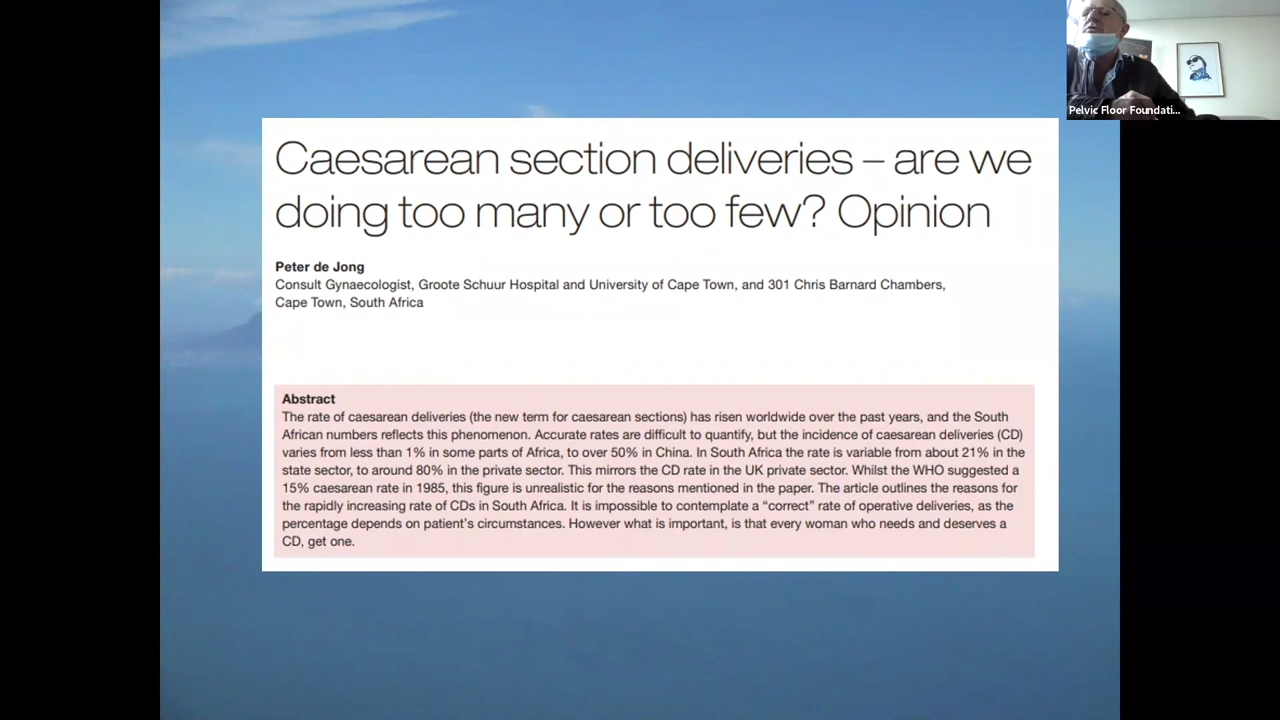 Pelvic Floor Foundati...
Caesarean section deliveries – are we
doing too many or too few? Opinion
Peter de Jong
Consult Gynaecologist, Groote Schuur Hospital and University of Cape Town, and 301 Chris Barnard Chambers,
Cape Town, South Africa
Abstract
The rate of caesarean deliveries (the new term for caesarean sections) has risen worldwide over the past years, and the South
African numbers reflects this phenomenon. Accurate rates are difficult to quantify, but the incidence of caesarean deliveries (CD)
varies from less than 1% in some parts of Africa, to over 50% in China. In South Africa the rate is variable from about 21% in the
state sector, to around 80% in the private sector. This mirrors the CD rate in the UK private sector. Whilst the WHO suggested a
15% caesarean rate in 1985, this figure is unrealistic for the reasons mentioned in the paper. The article outlines the reasons for
the rapidly increasing rate of CDs in South Africa. It is impossible to contemplate a “correct” rate of operative deliveries, as the
percentage depends on patient’s circumstances. However what is important, is that every woman who needs and deserves a
CD, get one.